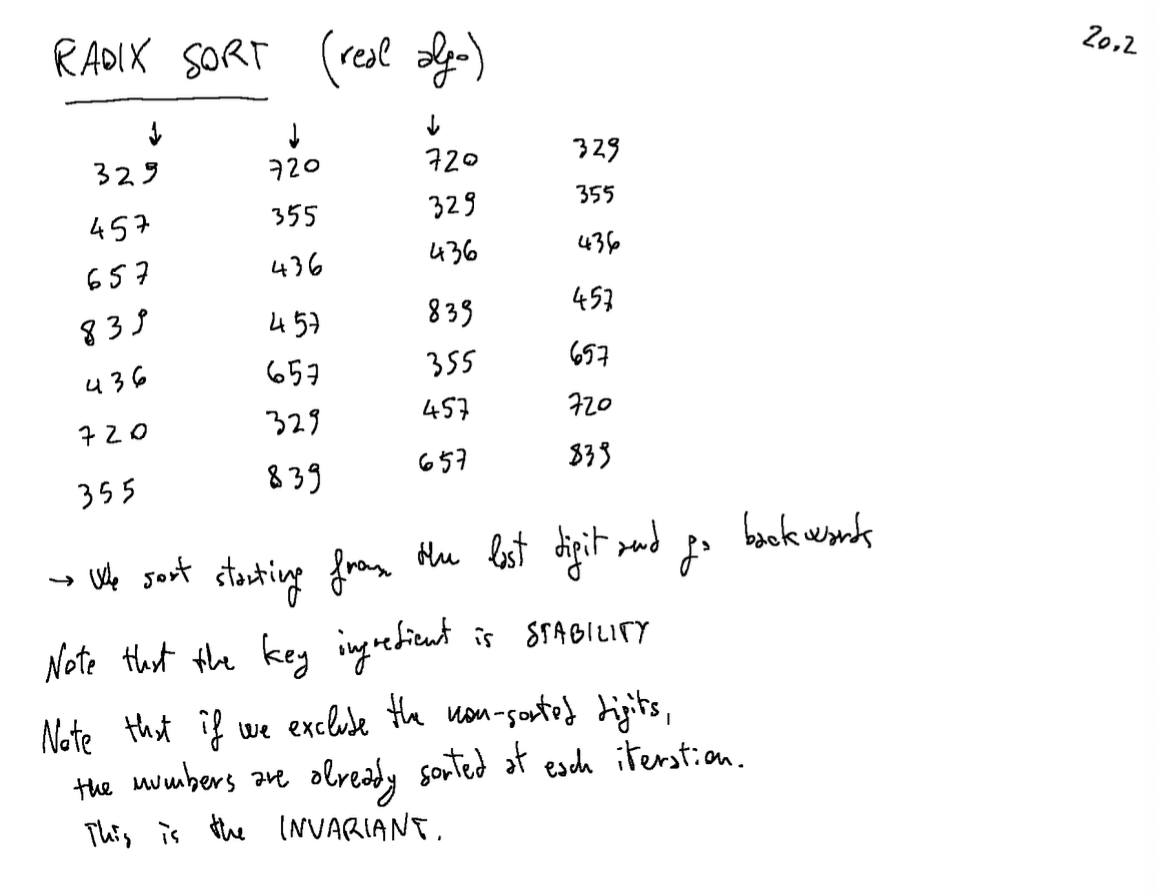 RADIX SORT (real algo) 20.2
↓ ↓ ↓
329 720 720 329
457 355 329 355
657 436 436 436
839 457 839 457
436 657 355 657
720 329 457 720
355 839 657 839
→ We sort starting from the last digit and go backwards
Note that the key ingredient is STABILITY
Note that if we exclude the non-sorted digits,
the numbers are already sorted at each iteration.
This is the INVARIANT.